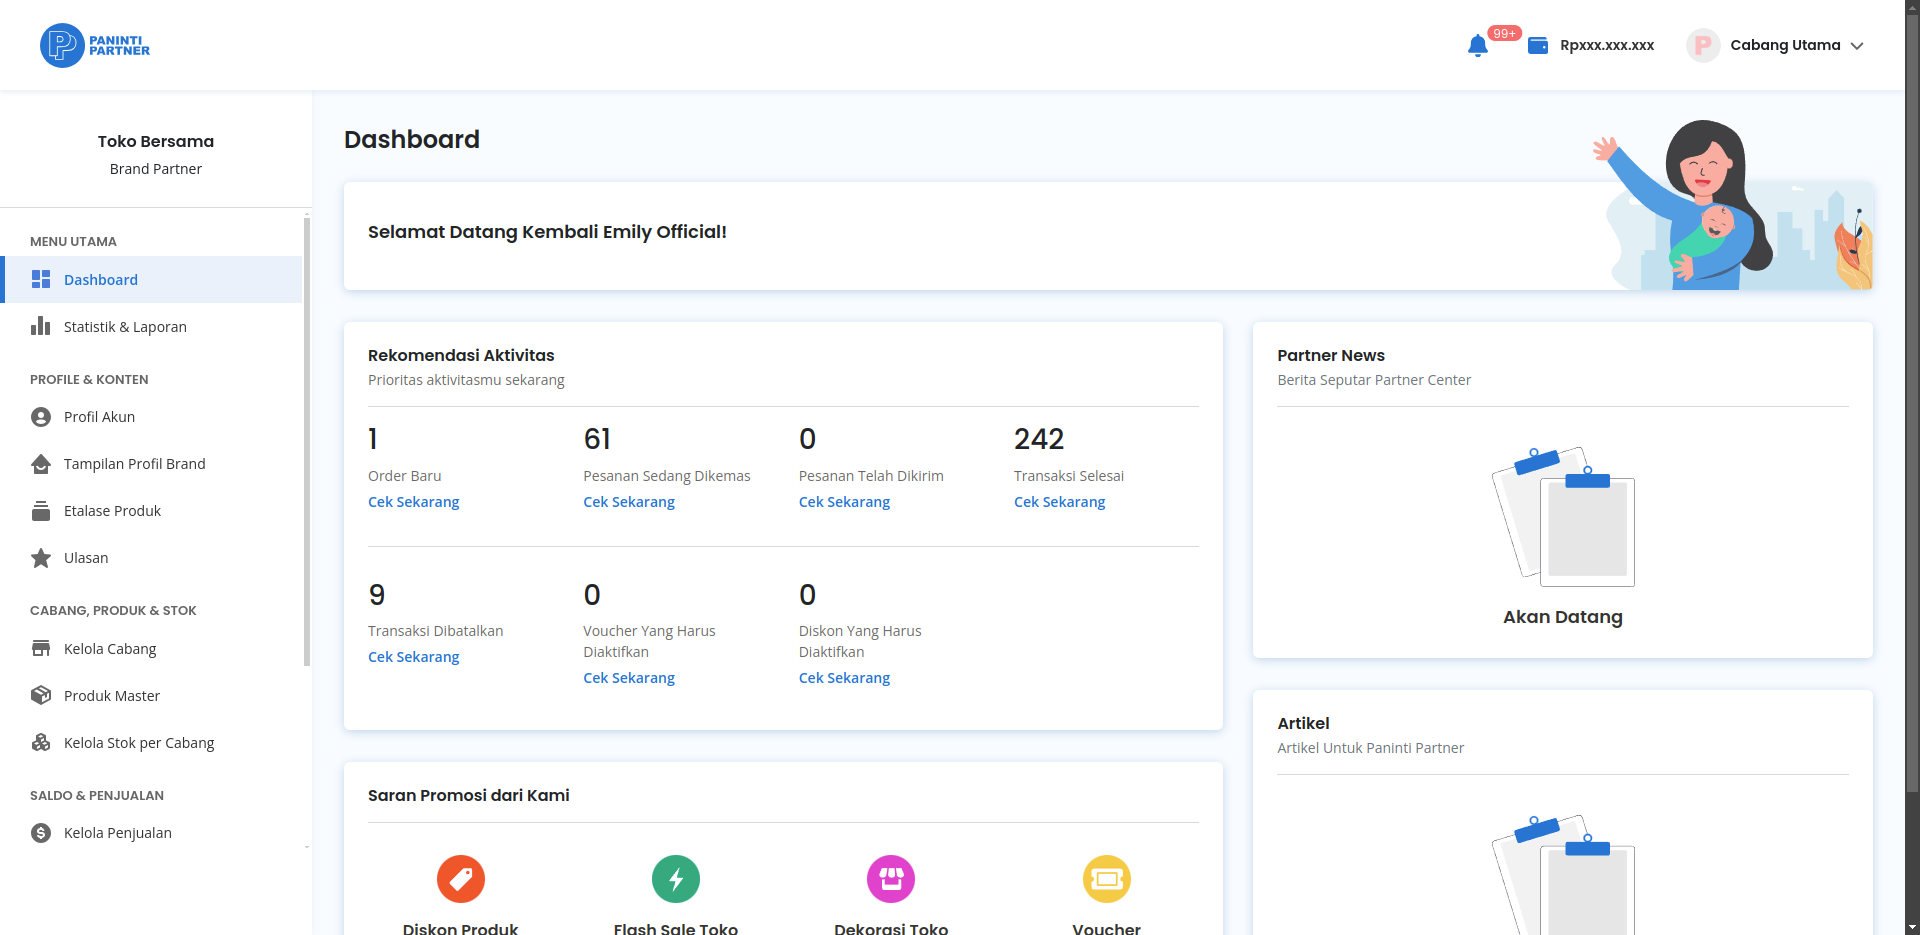 PANINTI
PARTNER
99+
Rpxxx.xxx.xxx
P
Cabang Utama
Toko Bersama
Brand Partner
MENU UTAMA
Dashboard
Statistik & Laporan
PROFILE & KONTEN
Profil Akun
Tampilan Profil Brand
Etalase Produk
Ulasan
CABANG, PRODUK & STOK
Kelola Cabang
Produk Master
Kelola Stok per Cabang
SALDO & PENJUALAN
Kelola Penjualan
Dashboard
Selamat Datang Kembali Emily Official!
Rekomendasi Aktivitas
Prioritas aktivitasmu sekarang
1
Order Baru
Cek Sekarang
61
Pesanan Sedang Dikemas
Cek Sekarang
0
Pesanan Telah Dikirim
Cek Sekarang
242
Transaksi Selesai
Cek Sekarang
9
Transaksi Dibatalkan
Cek Sekarang
0
Voucher Yang Harus
Diaktifkan
Cek Sekarang
0
Diskon Yang Harus
Diaktifkan
Cek Sekarang
Saran Promosi dari Kami
Diskon Produk
Flash Sale Toko
Dekorasi Toko
Voucher
Partner News
Berita Seputar Partner Center
Akan Datang
Artikel
Artikel Untuk Paninti Partner